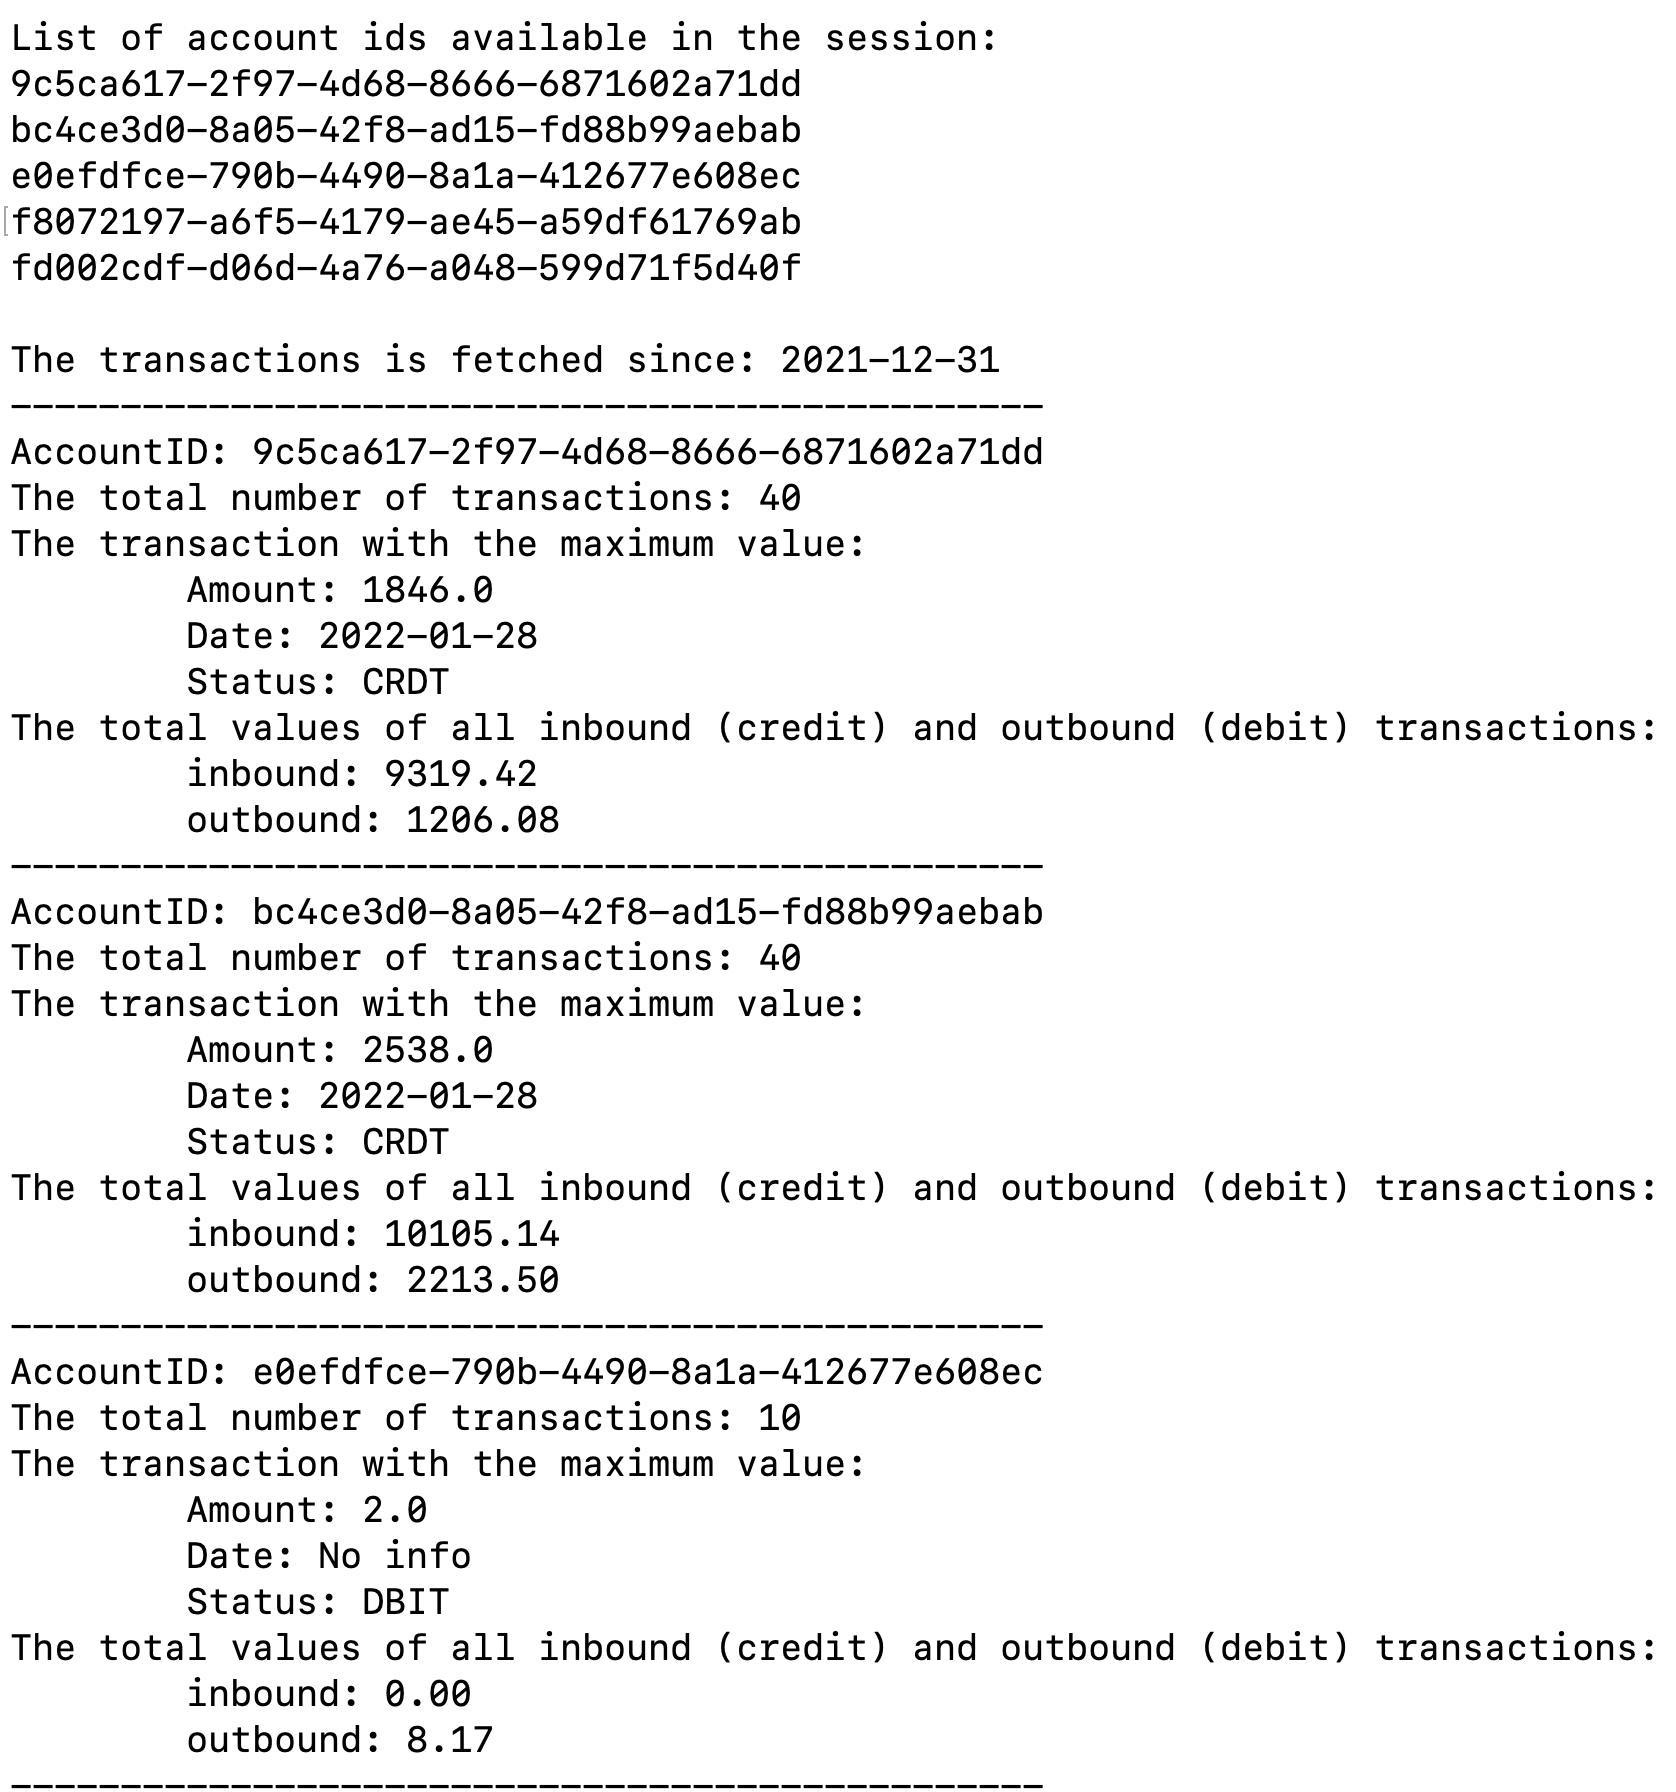 List of account ids available in the session:
9c5ca617-2f97-4d68-8666-6871602a71dd
bc4ce3d0-8a05-42f8-ad15-fd88b99aebab
e0efdfce-790b-4490-8a1a-412677e608ec
f8072197-a6f5-4179-ae45-a59df61769ab
fd002cdf-d06d-4a76-a048-599d71f5d40f

The transactions is fetched since: 2021-12-31
-----------------------------------------------
AccountID: 9c5ca617-2f97-4d68-8666-6871602a71dd
The total number of transactions: 40
The transaction with the maximum value:
        Amount: 1846.0
        Date: 2022-01-28
        Status: CRDT
The total values of all inbound (credit) and outbound (debit) transactions:
        inbound: 9319.42
        outbound: 1206.08
-----------------------------------------------
AccountID: bc4ce3d0-8a05-42f8-ad15-fd88b99aebab
The total number of transactions: 40
The transaction with the maximum value:
        Amount: 2538.0
        Date: 2022-01-28
        Status: CRDT
The total values of all inbound (credit) and outbound (debit) transactions:
        inbound: 10105.14
        outbound: 2213.50
-----------------------------------------------
AccountID: e0efdfce-790b-4490-8a1a-412677e608ec
The total number of transactions: 10
The transaction with the maximum value:
        Amount: 2.0
        Date: No info
        Status: DBIT
The total values of all inbound (credit) and outbound (debit) transactions:
        inbound: 0.00
        outbound: 8.17
-----------------------------------------------